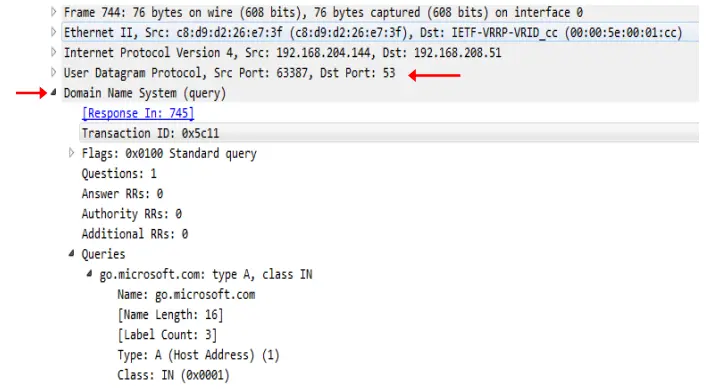 Frame 744: 76 bytes on wire (608 bits), 76 bytes captured (608 bits) on interface 0
Ethernet II, Src: c8:d9:d2:26:e7:3f (c8:d9:d2:26:e7:3f), Dst: IETF-VRRP-VRID_cc (00:00:5e:00:01:cc)
Internet Protocol Version 4, Src: 192.168.204.144, Dst: 192.168.208.51
User Datagram Protocol, Src Port: 63387, Dst Port: 53
Domain Name System (query)
[Response In: 745]
Transaction ID: 0x5c11
Flags: 0x0100 Standard query
Questions: 1
Answer RRs: 0
Authority RRs: 0
Additional RRs: 0
Queries
go.microsoft.com: type A, class IN
Name: go.microsoft.com
[Name Length: 16]
[Label Count: 3]
Type: A (Host Address) (1)
Class: IN (0x0001)